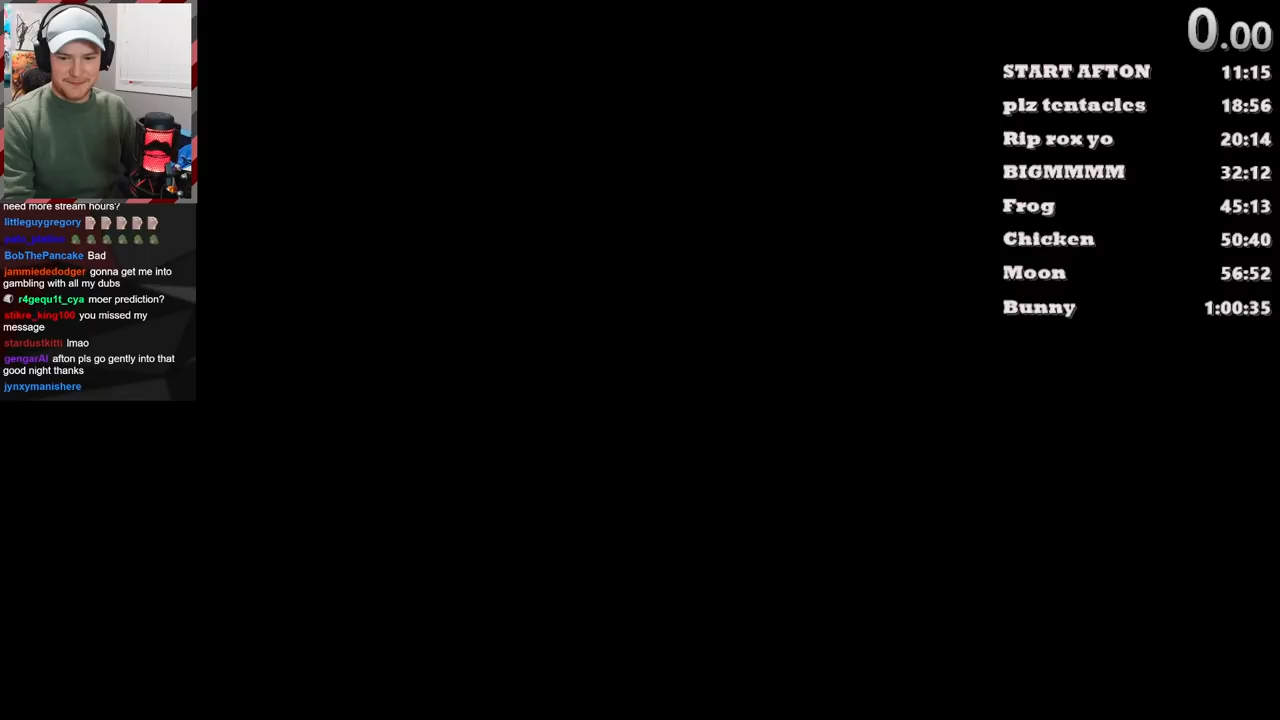 0.00
START AFTON 11:15
plz tentacles 18:56
Rip rox yo 20:14
BIGMMMM 32:12
Frog 45:13
Chicken 50:40
Moon 56:52
Bunny 1:00:35
need more stream hours?
littleguygregory
BobThePancake Bad
jammiededodger gonna get me into
gambling with all my dubs
r4gequ1t_cya moer prediction?
stikre_king100 you missed my
message
stardustkitti lmao
gengarAI afton pls go gently into that
good night thanks
jynxymanishere